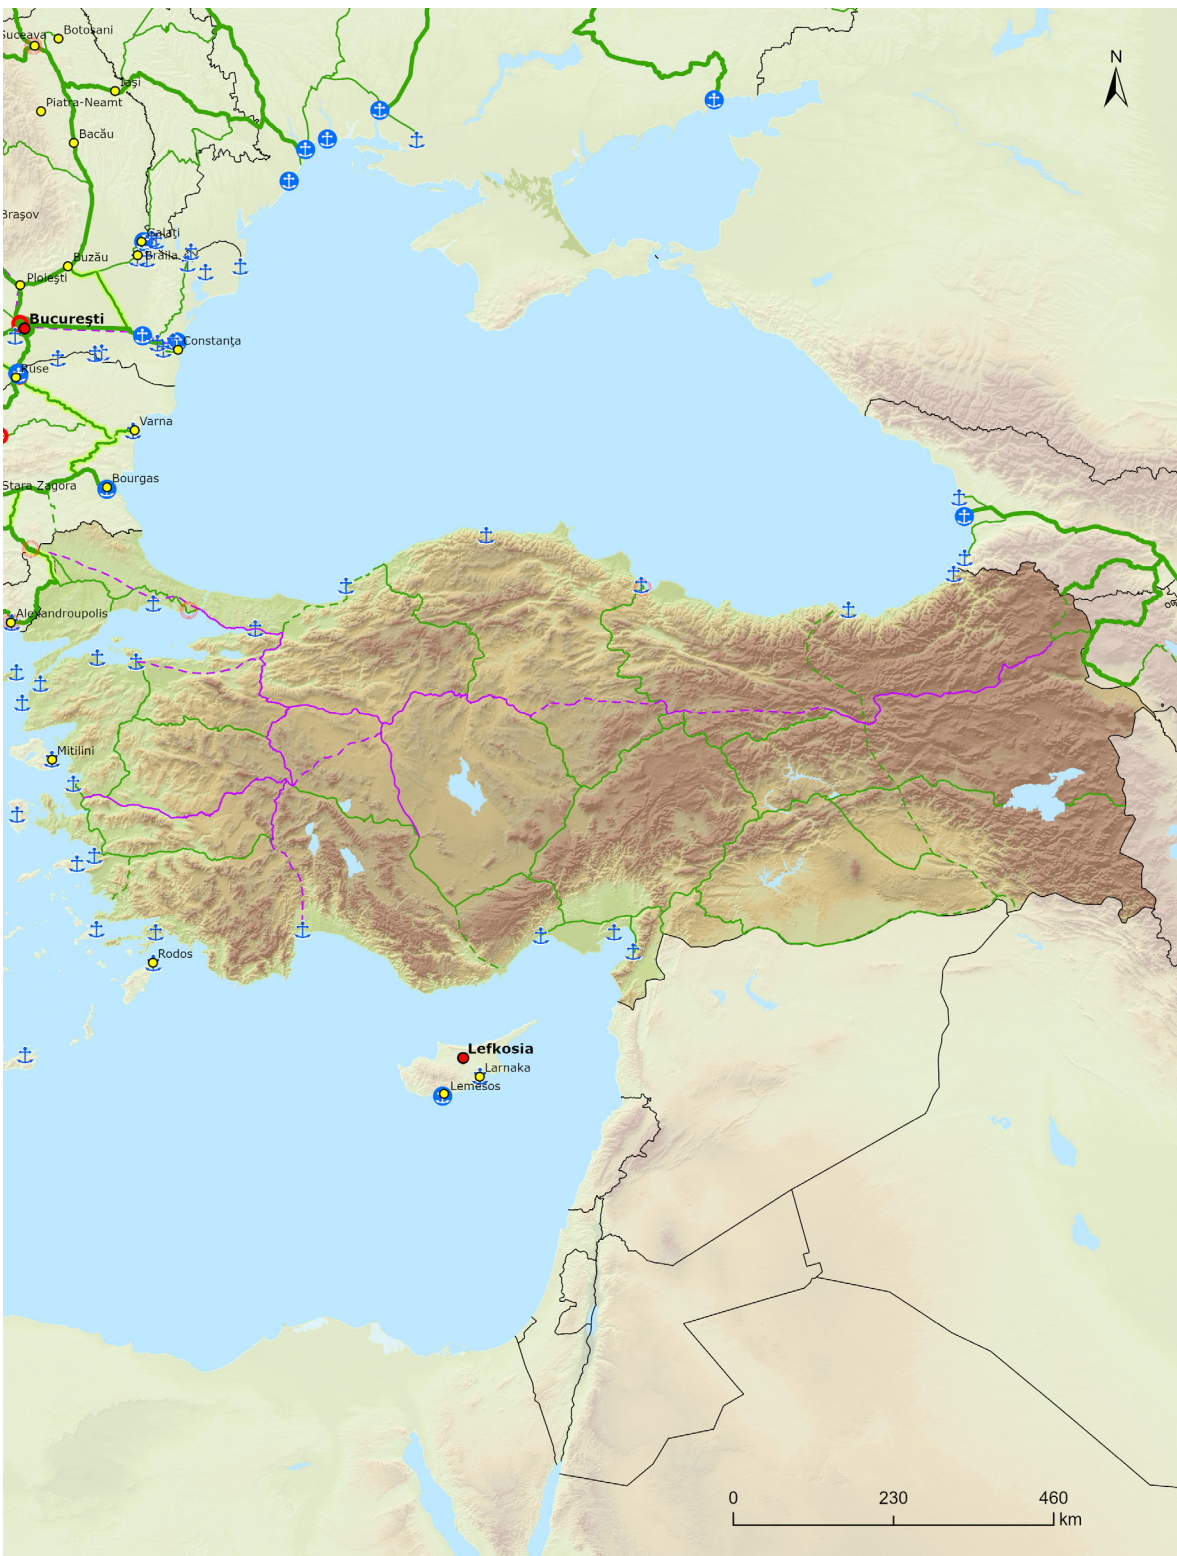 Botoşani
Suceava
N
Iaşi
Piatra-Neamt
Bacău
Braşov
Galaţi
Brăila
Buzău
Ploieşti
Bucureşti
Constanţa
Ruse
Varna
Bourgas
Stara Zagora
Alexandroupolis
Mitilini
Rodos
Lefkosia
Larnaka
Lemesos
0 230 460
km